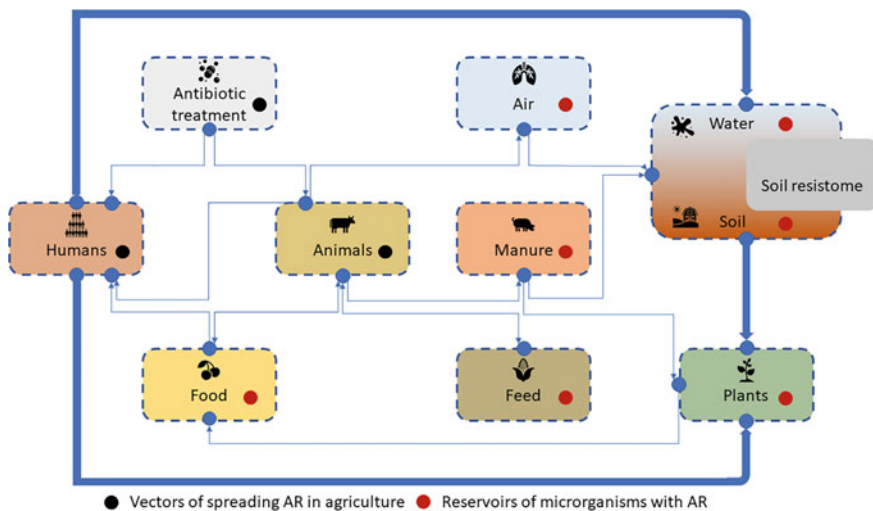 Antibiotic
treatment
Air
Water
Soil resistome
Soil
Humans
Animals
Manure
Food
Feed
Plants
Vectors of spreading AR in agriculture
Reservoirs of microrganisms with AR